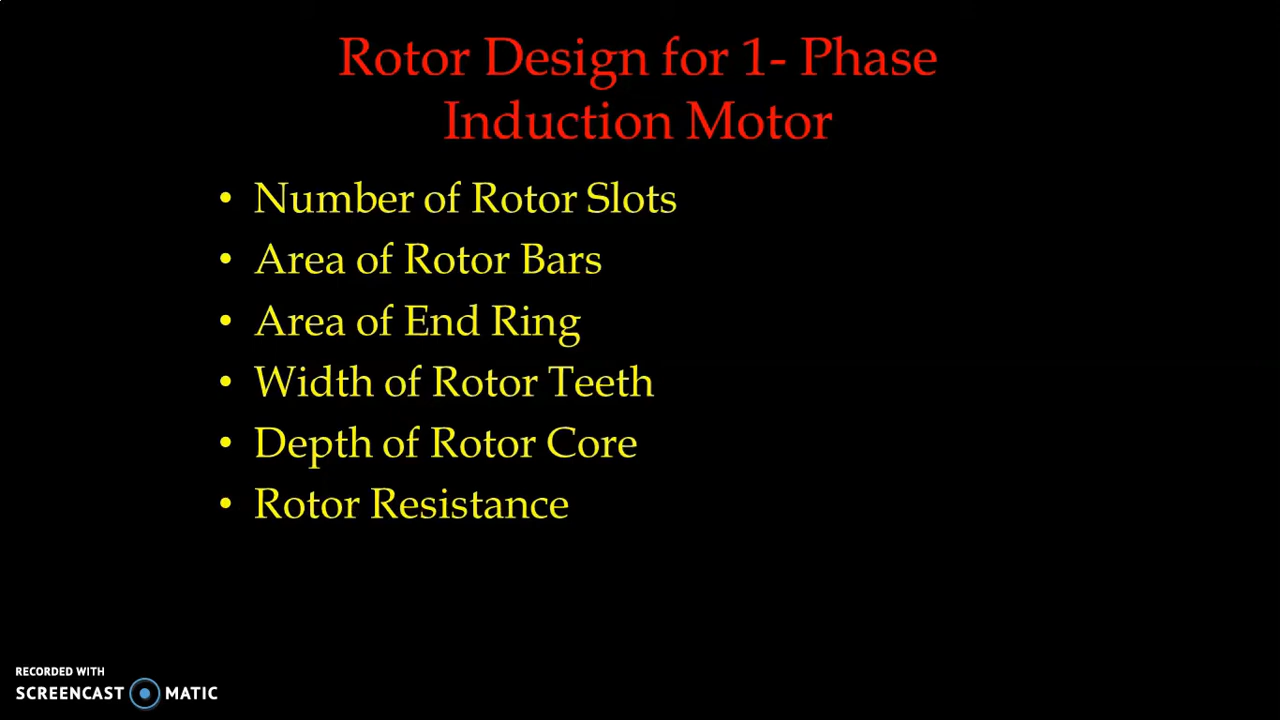 Rotor Design for 1- Phase
Induction Motor
• Number of Rotor Slots
• Area of Rotor Bars
• Area of End Ring
• Width of Rotor Teeth
• Depth of Rotor Core
• Rotor Resistance
RECORDED WITH
SCREENCAST MATIC